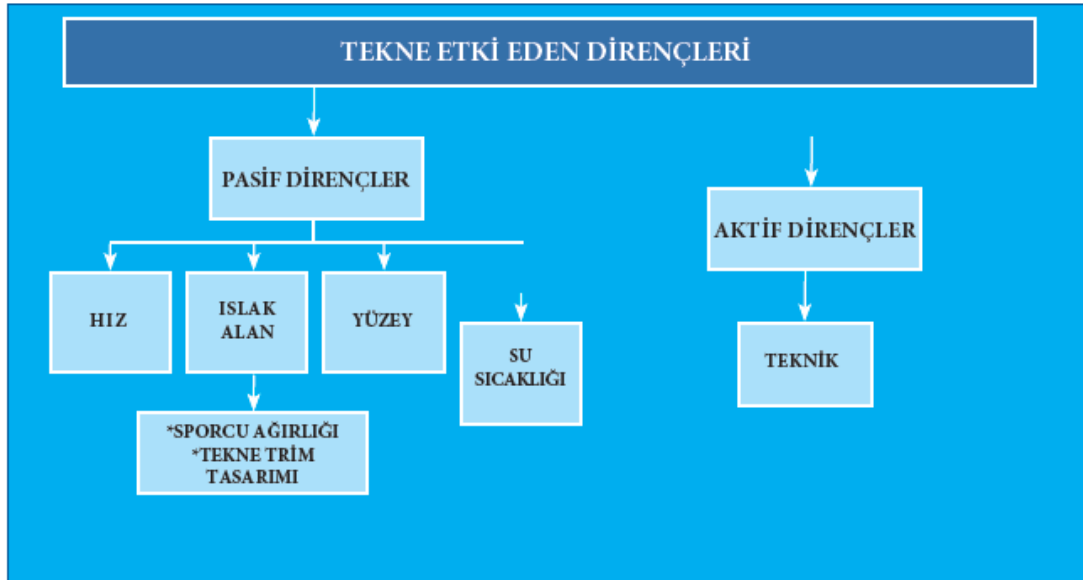 TEKNE ETKİ EDEN DİRENÇLERİ
PASİF DİRENÇLER
AKTİF DİRENÇLER
HIZ
ISLAK
ALAN
YÜZEY
SU
SICAKLIĞI
TEKNİK
*SPORCU AĞIRLIĞI
*TEKNE TRİM
TASARIMI